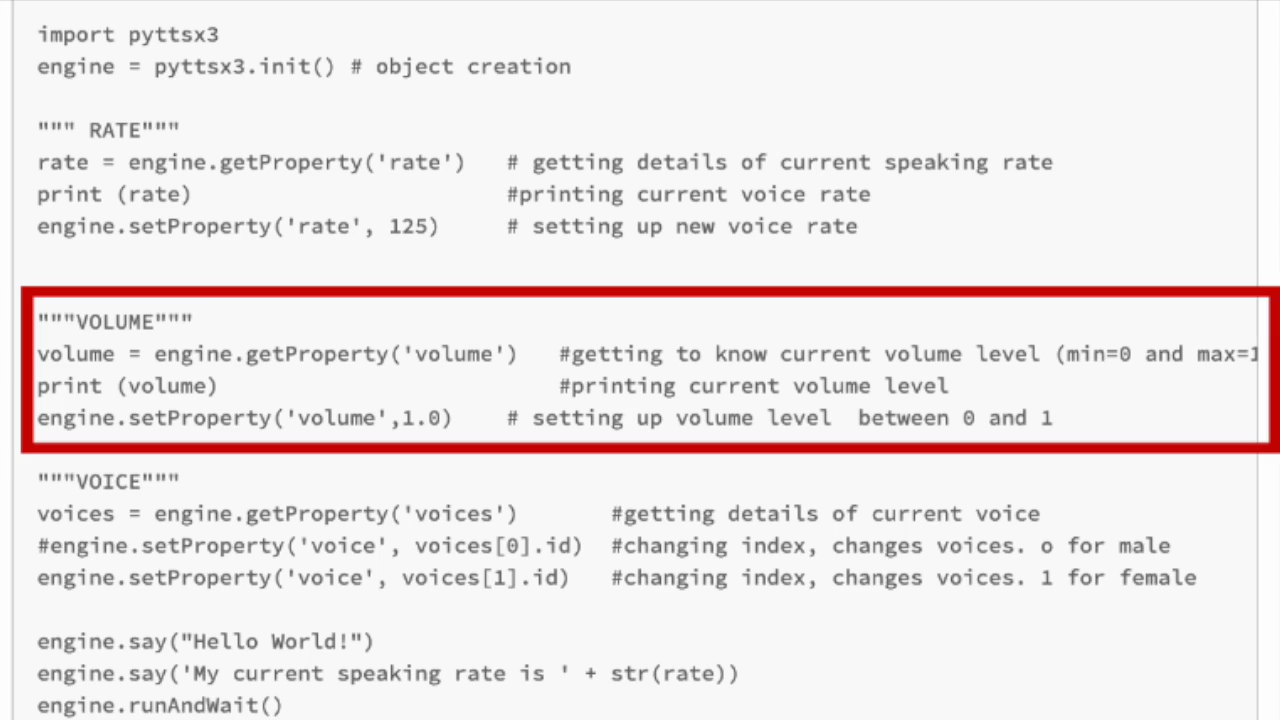 import pyttsx3
engine = pyttsx3.init() # object creation
""" RATE"""
rate = engine.getProperty('rate')   # getting details of current speaking rate
print (rate)                        #printing current voice rate
engine.setProperty('rate', 125)     # setting up new voice rate
"""VOLUME"""
volume = engine.getProperty('volume')   #getting to know current volume level (min=0 and max=1
print (volume)                          #printing current volume level
engine.setProperty('volume',1.0)    # setting up volume level  between 0 and 1
"""VOICE"""
voices = engine.getProperty('voices')       #getting details of current voice
#engine.setProperty('voice', voices[0].id)  #changing index, changes voices. o for male
engine.setProperty('voice', voices[1].id)   #changing index, changes voices. 1 for female
engine.say("Hello World!")
engine.say('My current speaking rate is ' + str(rate))
engine.runAndWait()